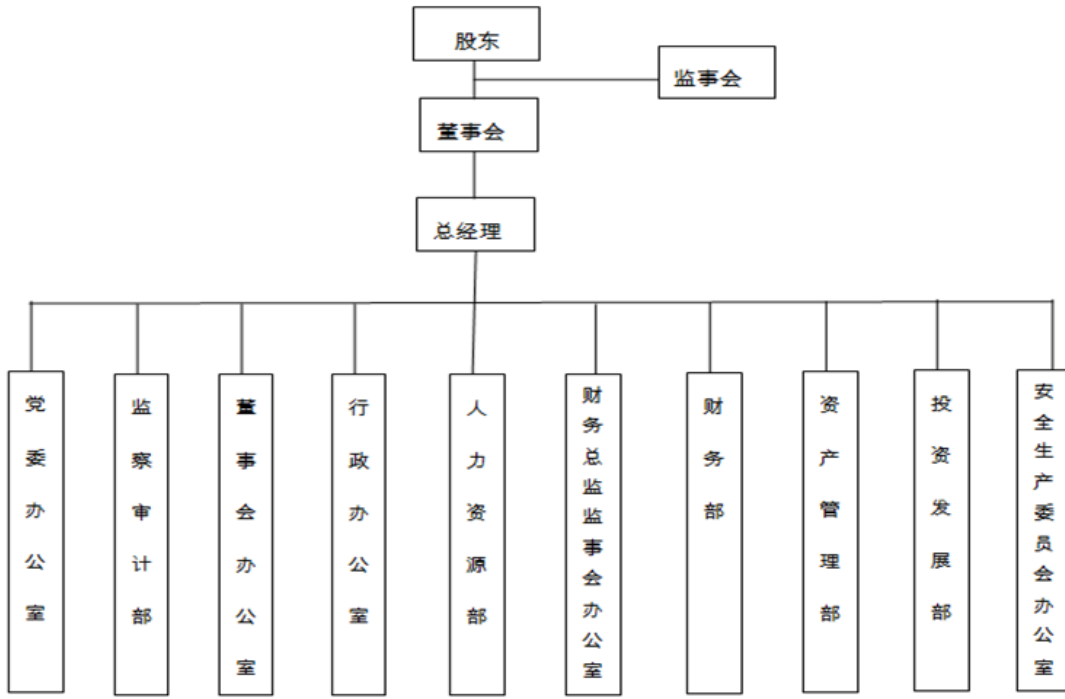 股东
监事会
董事会
总经理
党委办公室
监察审计部
董事会办公室
行政办公室
人力资源部
财务总监监事会办公室
财务部
资产管理部
投资发展部
安全生产委员会办公室